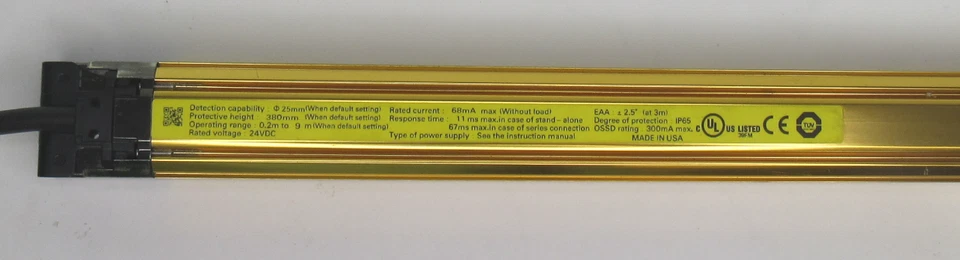 Detection capability : Φ 25mm(When default setting)
Protective height : 380mm (When default setting)
Operating range : 0.2m to 9 m(When default setting)
Rated voltage : 24VDC
Rated current : 68mA max (Without load)
Response time : 11 ms max.In case of stand - alone
67ms max.In case of series connection
Type of power supply : See the Instruction manual
EAA : ± 2.5° (at 3m)
Degree of protection : IP65
OSSD rating : 300mA max.
MADE IN USA
C UL US LISTED
CE
TUV